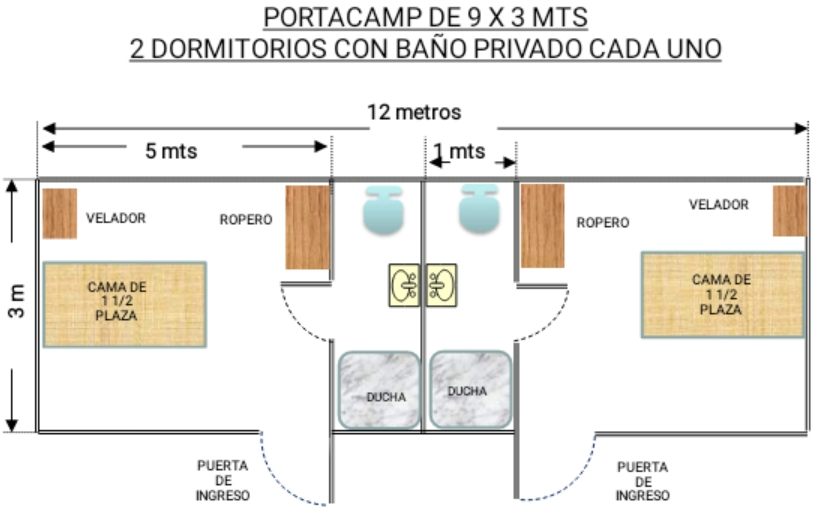 PORTACAMP DE 9 X 3 MTS
2 DORMITORIOS CON BAÑO PRIVADO CADA UNO
12 metros
5 mts
1 mts
VELADOR
ROPERO
ROPERO
VELADOR
CAMA DE
1 1/2
PLAZA
CAMA DE
1 1/2
PLAZA
3 m
DUCHA
DUCHA
PUERTA
DE
INGRESO
PUERTA
DE
INGRESO